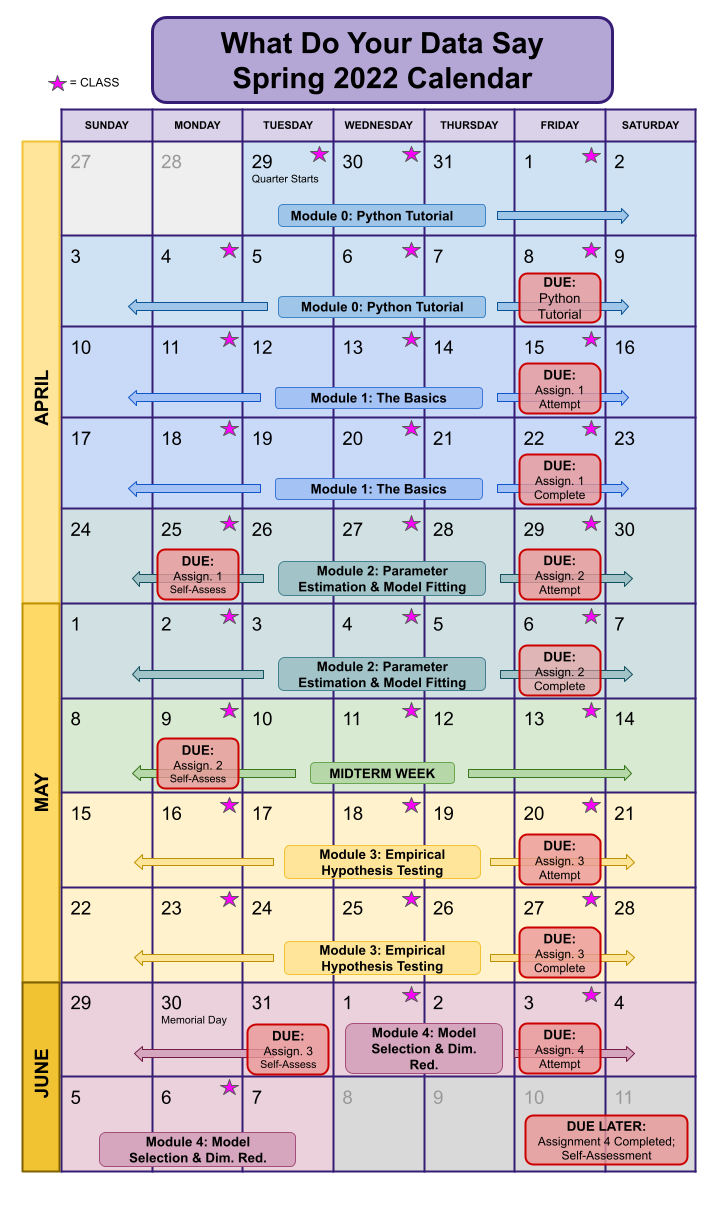 What Do Your Data Say
Spring 2022 Calendar
= CLASS
SUNDAY MONDAY TUESDAY WEDNESDAY THURSDAY FRIDAY SATURDAY
APRIL
27 28 29 30 31 1 2
Quarter Starts
Module 0: Python Tutorial
3 4 5 6 7 8 9
DUE:
Python
Tutorial
Module 0: Python Tutorial
10 11 12 13 14 15 16
DUE:
Assign. 1
Attempt
Module 1: The Basics
17 18 19 20 21 22 23
DUE:
Assign. 1
Complete
Module 1: The Basics
24 25 26 27 28 29 30
DUE:
Assign. 1
Self-Assess
Module 2: Parameter
Estimation & Model Fitting
DUE:
Assign. 2
Attempt
MAY
1 2 3 4 5 6 7
Module 2: Parameter
Estimation & Model Fitting
DUE:
Assign. 2
Complete
8 9 10 11 12 13 14
DUE:
Assign. 2
Self-Assess
MIDTERM WEEK
15 16 17 18 19 20 21
Module 3: Empirical
Hypothesis Testing
DUE:
Assign. 3
Attempt
22 23 24 25 26 27 28
Module 3: Empirical
Hypothesis Testing
DUE:
Assign. 3
Complete
JUNE
29 30 31 1 2 3 4
Memorial Day
DUE:
Assign. 3
Self-Assess
Module 4: Model
Selection & Dim.
Red.
DUE:
Assign. 4
Attempt
5 6 7 8 9 10 11
Module 4: Model
Selection & Dim. Red.
DUE LATER:
Assignment 4 Completed;
Self-Assessment